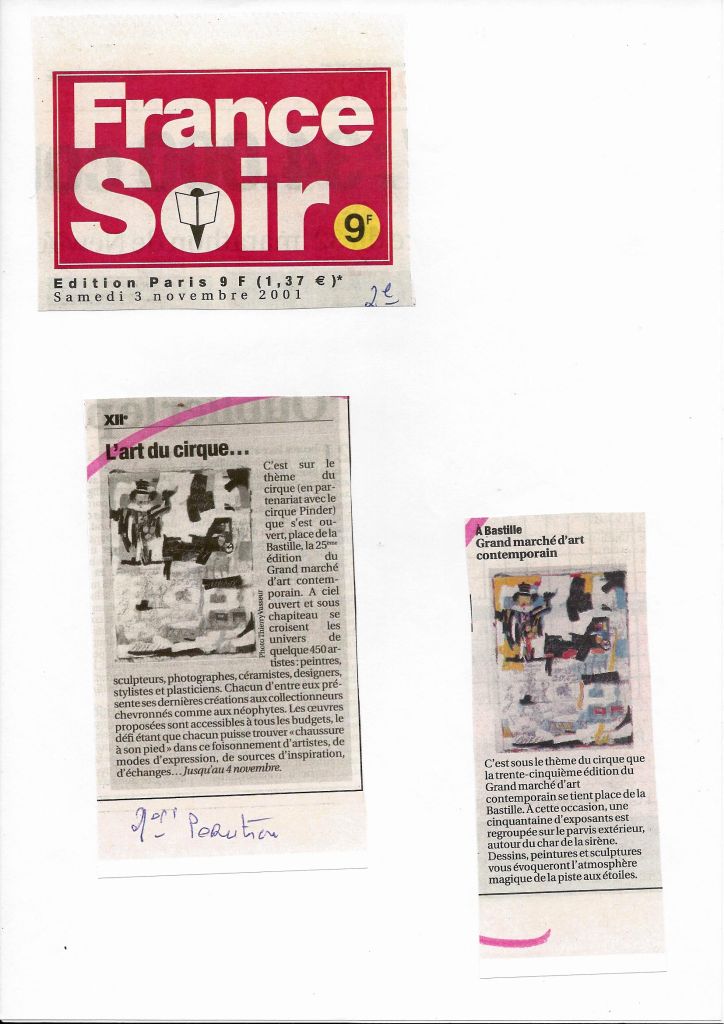 France
Soir
9F
Edition Paris 9 F (1,37 €)*
Samedi 3 novembre 2001
2e
XIIe
L'art du cirque...
C'est sur le
thème du
cirque (en par-
tenariat avec le
cirque Pinder)
que s'est ou-
vert, place de la
Bastille, la 25ème
édition du
Grand marché
d'art contem-
porain. A ciel
ouvert et sous
chapiteau se
croisent les
univers de
quelque 450 ar-
tistes : peintres,
Photo Thierry Vasseur
sculpteurs, photographes, céramistes, designers,
stylistes et plasticiens. Chacun d'entre eux pré-
sente ses dernières créations aux collectionneurs
chevronnés comme aux néophytes. Les œuvres
proposées sont accessibles à tous les budgets, le
défi étant que chacun puisse trouver « chaussure
à son pied » dans ce foisonnement d'artistes, de
modes d'expression, de sources d'inspiration,
d'échanges... Jusqu'au 4 novembre.
À Bastille
Grand marché d'art
contemporain
C'est sous le thème du cirque que
la trente-cinquième édition du
Grand marché d'art
contemporain se tient place de la
Bastille. À cette occasion, une
cinquantaine d'exposants est
regroupée sur le parvis extérieur,
autour du char de la sirène.
Dessins, peintures et sculptures
vous évoqueront l'atmosphère
magique de la piste aux étoiles.